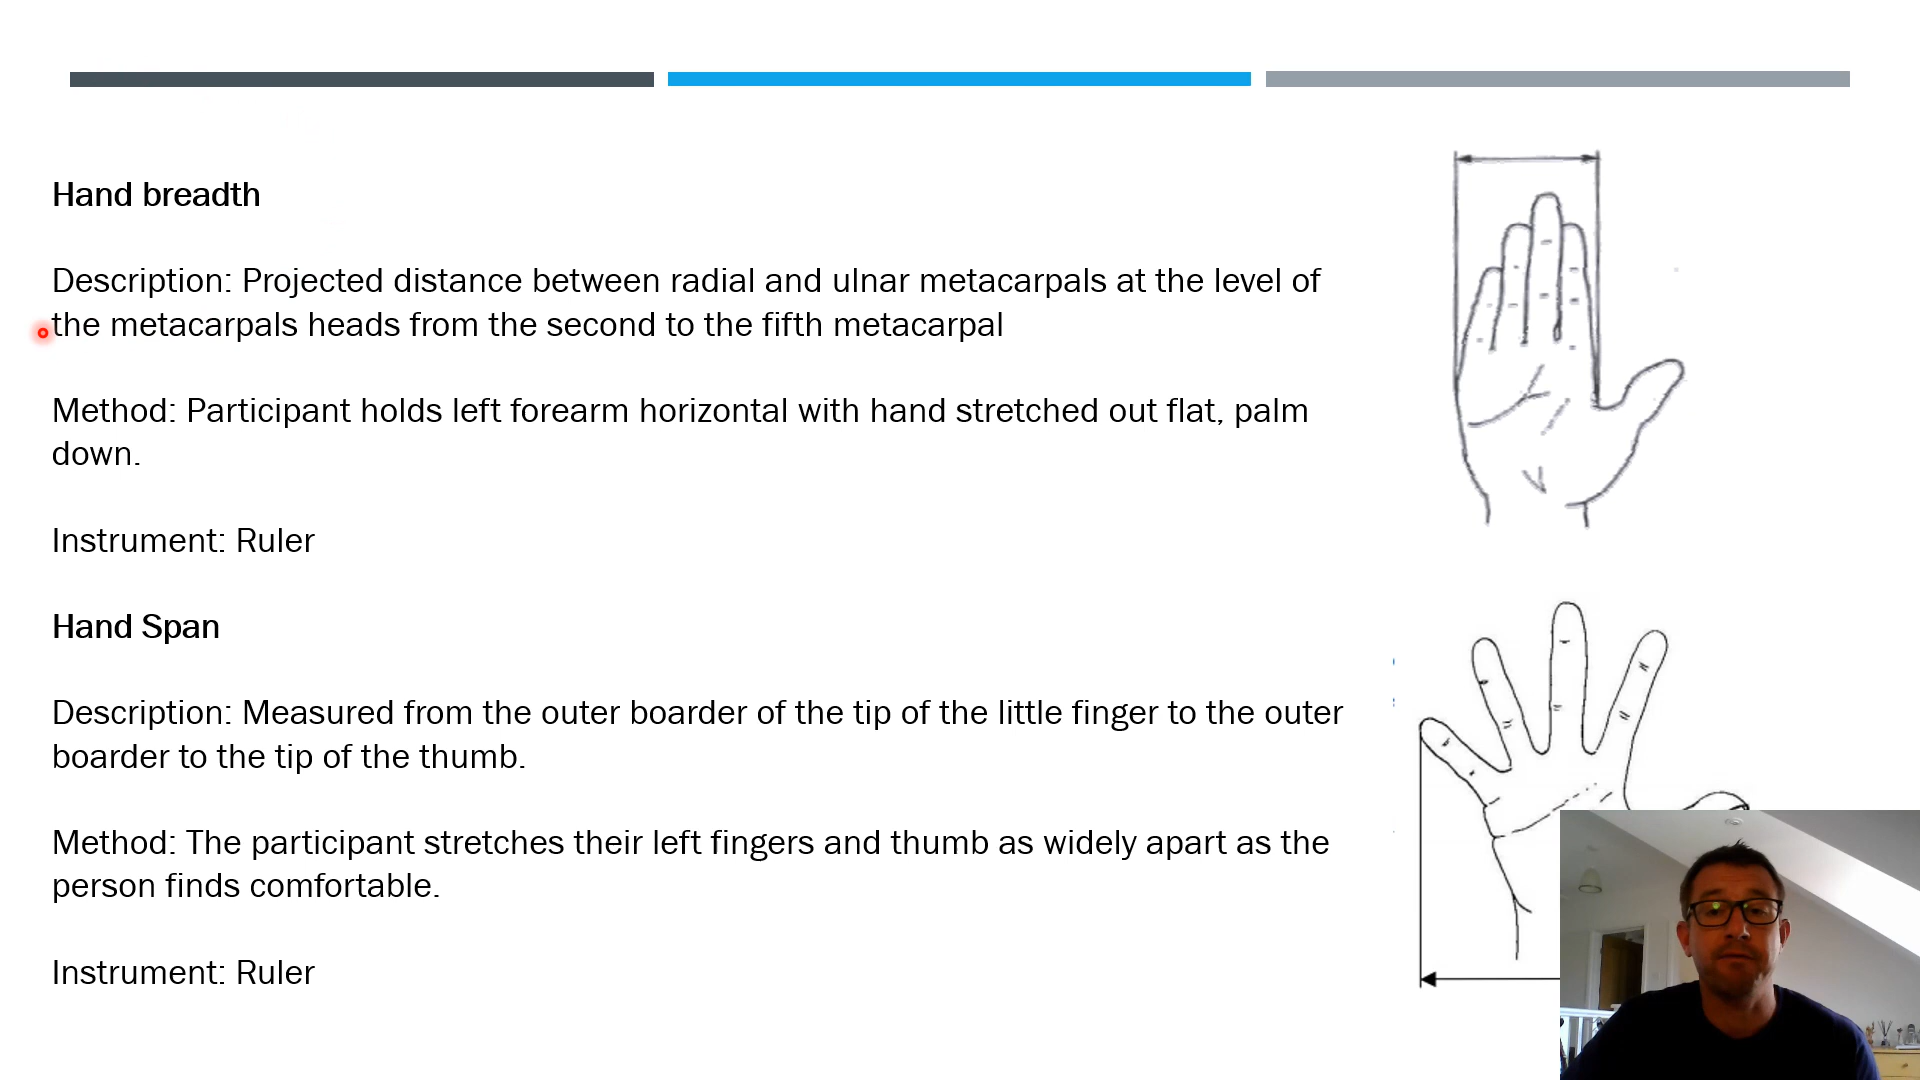 Hand breadth
Description: Projected distance between radial and ulnar metacarpals at the level of
the metacarpals heads from the second to the fifth metacarpal
Method: Participant holds left forearm horizontal with hand stretched out flat, palm
down.
Instrument: Ruler
Hand Span
Description: Measured from the outer boarder of the tip of the little finger to the outer
boarder to the tip of the thumb.
Method: The participant stretches their left fingers and thumb as widely apart as the
person finds comfortable.
Instrument: Ruler